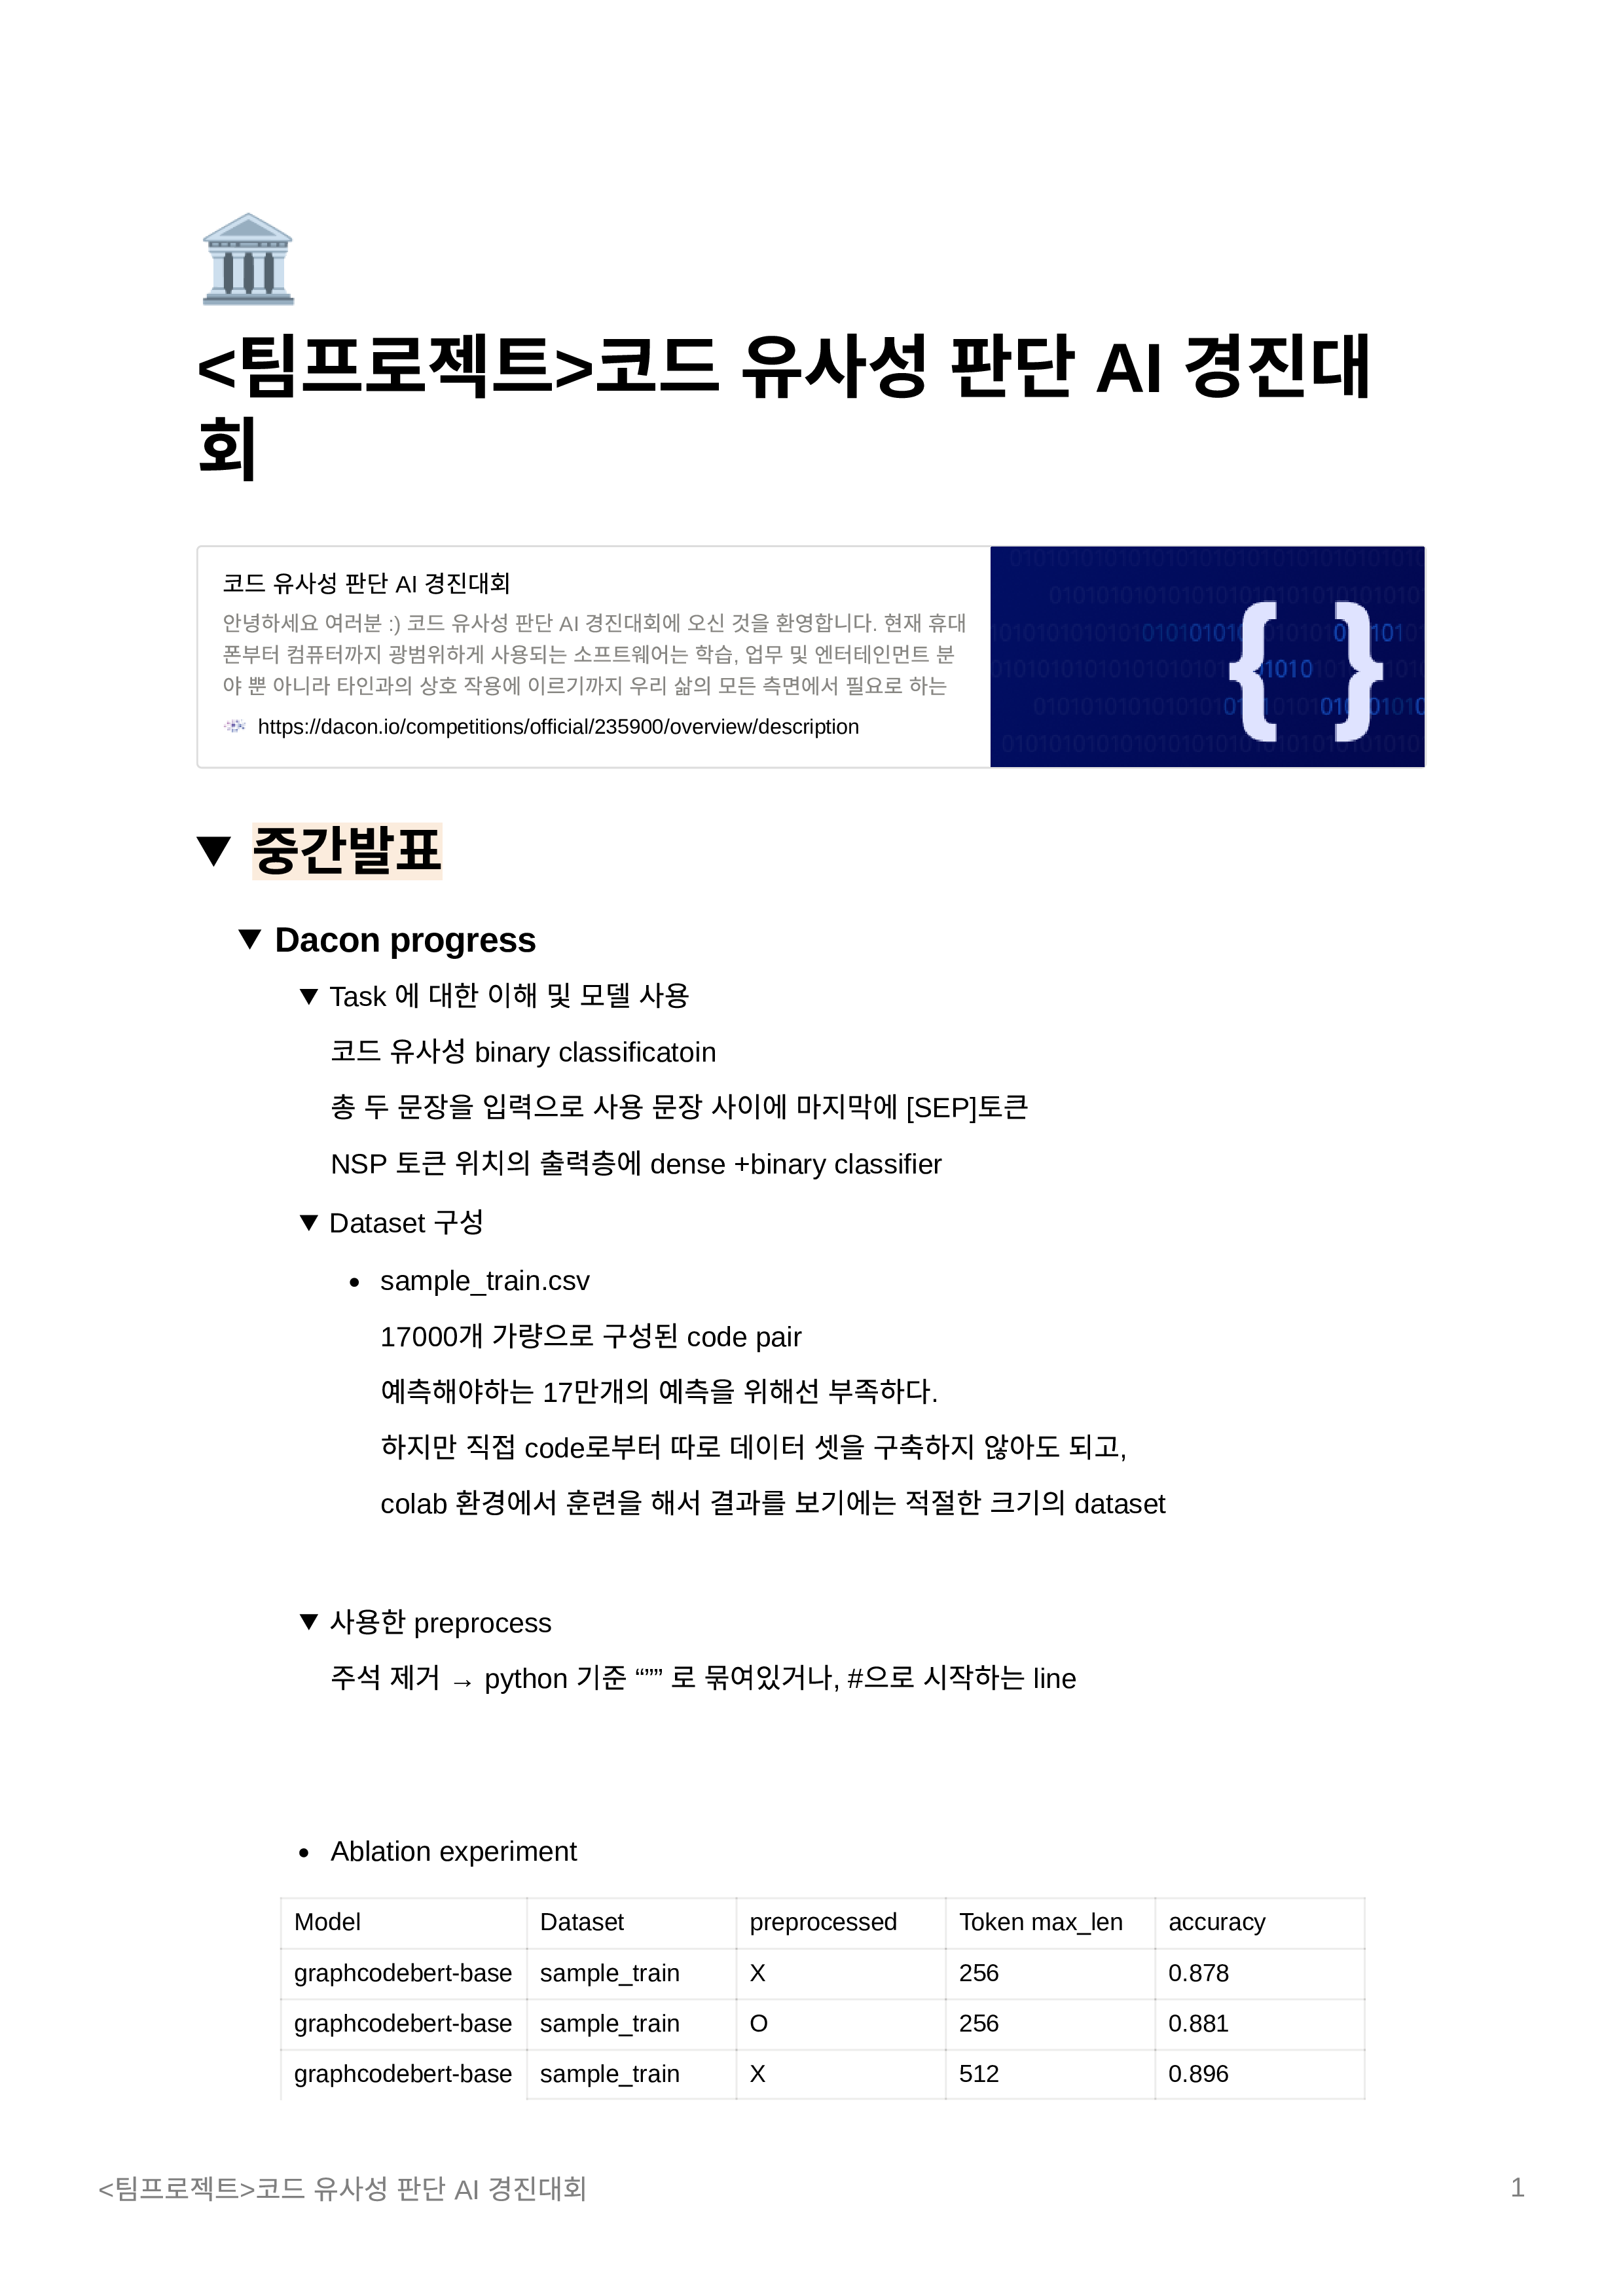 <팀프로젝트>코드 유사성 판단 AI 경진대
회
코드 유사성 판단 AI 경진대회
안녕하세요 여러분 :) 코드 유사성 판단 AI 경진대회에 오신 것을 환영합니다. 현재 휴대
폰부터 컴퓨터까지 광범위하게 사용되는 소프트웨어는 학습, 업무 및 엔터테인먼트 분
야 뿐 아니라 타인과의 상호 작용에 이르기까지 우리 삶의 모든 측면에서 필요로 하는
https://dacon.io/competitions/official/235900/overview/description
{ }
▼ 중간발표
▼ Dacon progress
▼ Task 에 대한 이해 및 모델 사용
코드 유사성 binary classificatoin
총 두 문장을 입력으로 사용 문장 사이에 마지막에 [SEP]토큰
NSP 토큰 위치의 출력층에 dense +binary classifier
▼ Dataset 구성
• sample_train.csv
17000개 가량으로 구성된 code pair
예측해야하는 17만개의 예측을 위해선 부족하다.
하지만 직접 code로부터 따로 데이터 셋을 구축하지 않아도 되고,
colab 환경에서 훈련을 해서 결과를 보기에는 적절한 크기의 dataset
▼ 사용한 preprocess
주석 제거 → python 기준 “”” 로 묶여있거나, #으로 시작하는 line
• Ablation experiment
Model Dataset preprocessed Token max_len accuracy
graphcodebert-base sample_train X 256 0.878
graphcodebert-base sample_train O 256 0.881
graphcodebert-base sample_train X 512 0.896
<팀프로젝트>코드 유사성 판단 AI 경진대회 1